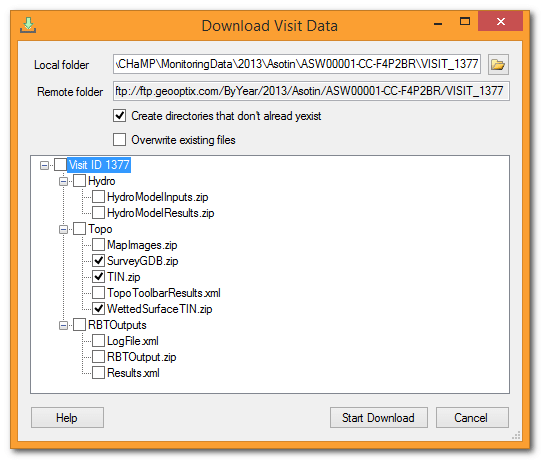 Download Visit Data
Local folder
\CHaMP\MonitoringData\2013\Asotin\ASW00001-CC-F4P2BR\VISIT_1377
Remote folder
ftp://ftp.geooptix.com/ByYear/2013/Asotin/ASW00001-CC-F4P2BR/VISIT_1377
Create directories that don't alread yexist
Overwrite existing files
Visit ID 1377
Hydro
HydroModelInputs.zip
HydroModelResults.zip
Topo
MapImages.zip
SurveyGDB.zip
TIN.zip
TopoToolbarResults.xml
WettedSurfaceTIN.zip
RBTOutputs
LogFile.xml
RBTOutput.zip
Results.xml
Help
Start Download
Cancel